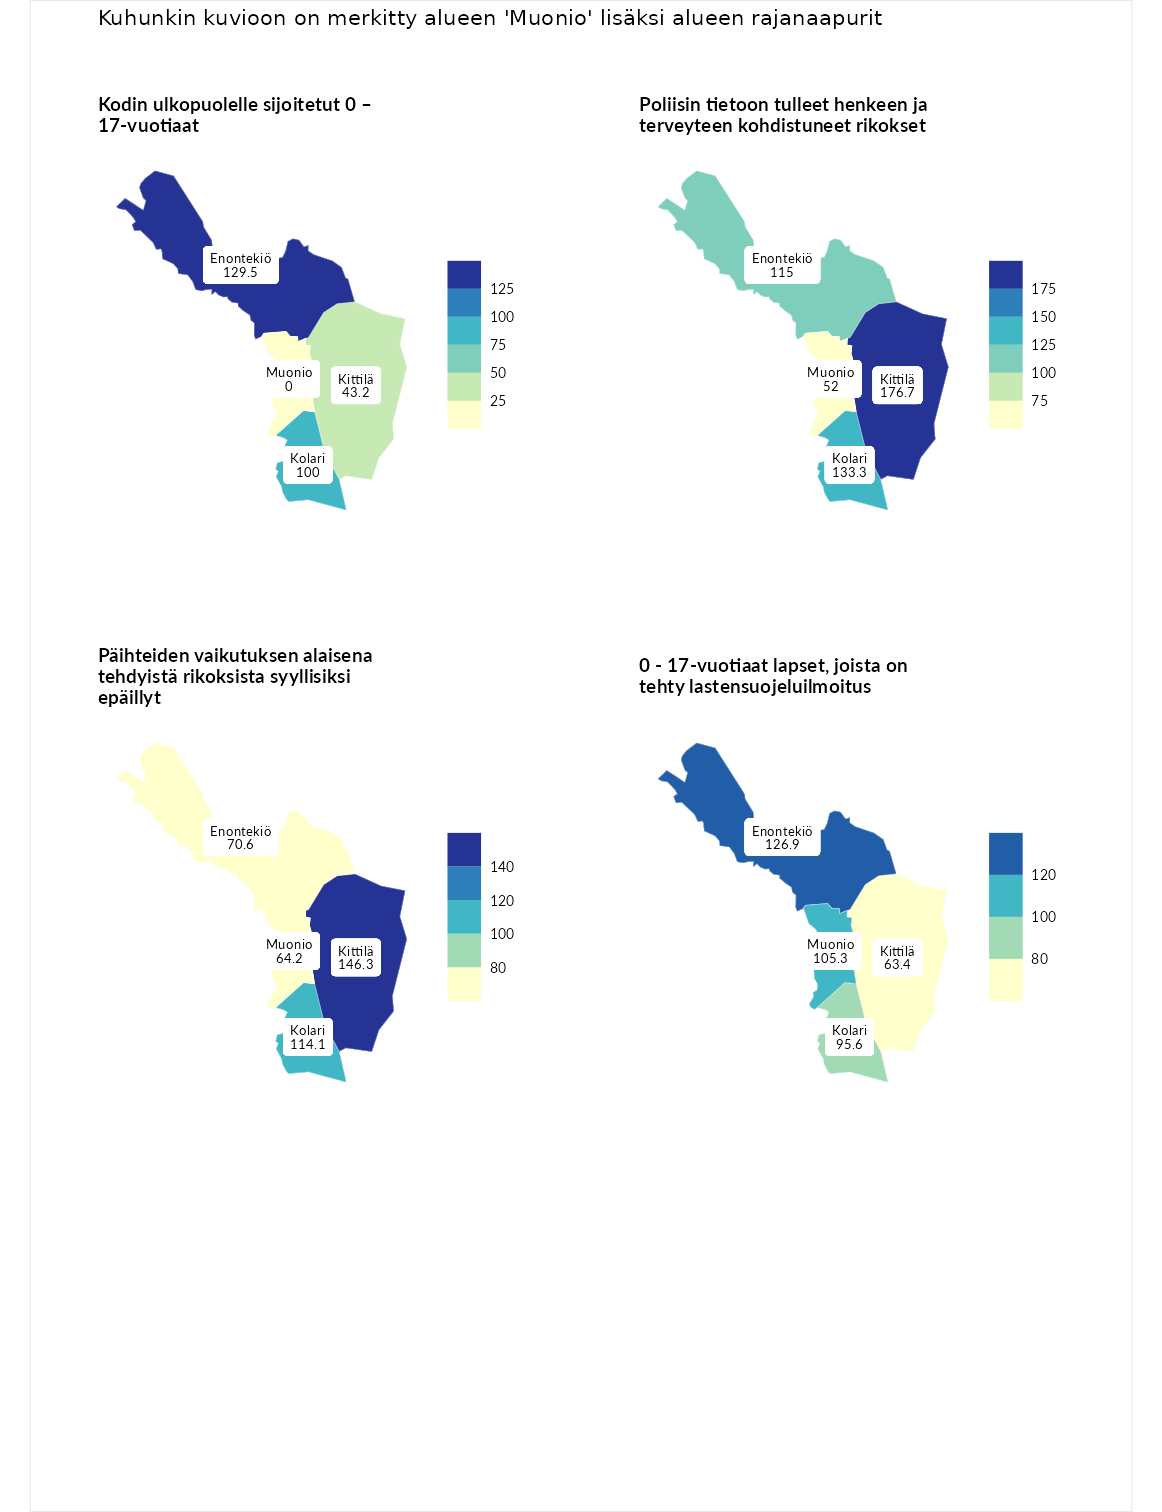 Kuhunkin kuvioon on merkitty alueen 'Muonio' lisäksi alueen rajanaapurit
Kodin ulkopuolelle sijoitetut 0 –
17-vuotiaat
Enontekiö
129.5
Muonio
0
Kittilä
43.2
Kolari
100
125
100
75
50
25
Poliisin tietoon tulleet henkeen ja
terveyteen kohdistuneet rikokset
Enontekiö
115
Muonio
52
Kittilä
176.7
Kolari
133.3
175
150
125
100
75
Päihteiden vaikutuksen alaisena
tehdyistä rikoksista syyllisiksi
epäillyt
Enontekiö
70.6
Muonio
64.2
Kittilä
146.3
Kolari
114.1
140
120
100
80
0 - 17-vuotiaat lapset, joista on
tehty lastensuojeluilmoitus
Enontekiö
126.9
Muonio
105.3
Kittilä
63.4
Kolari
95.6
120
100
80